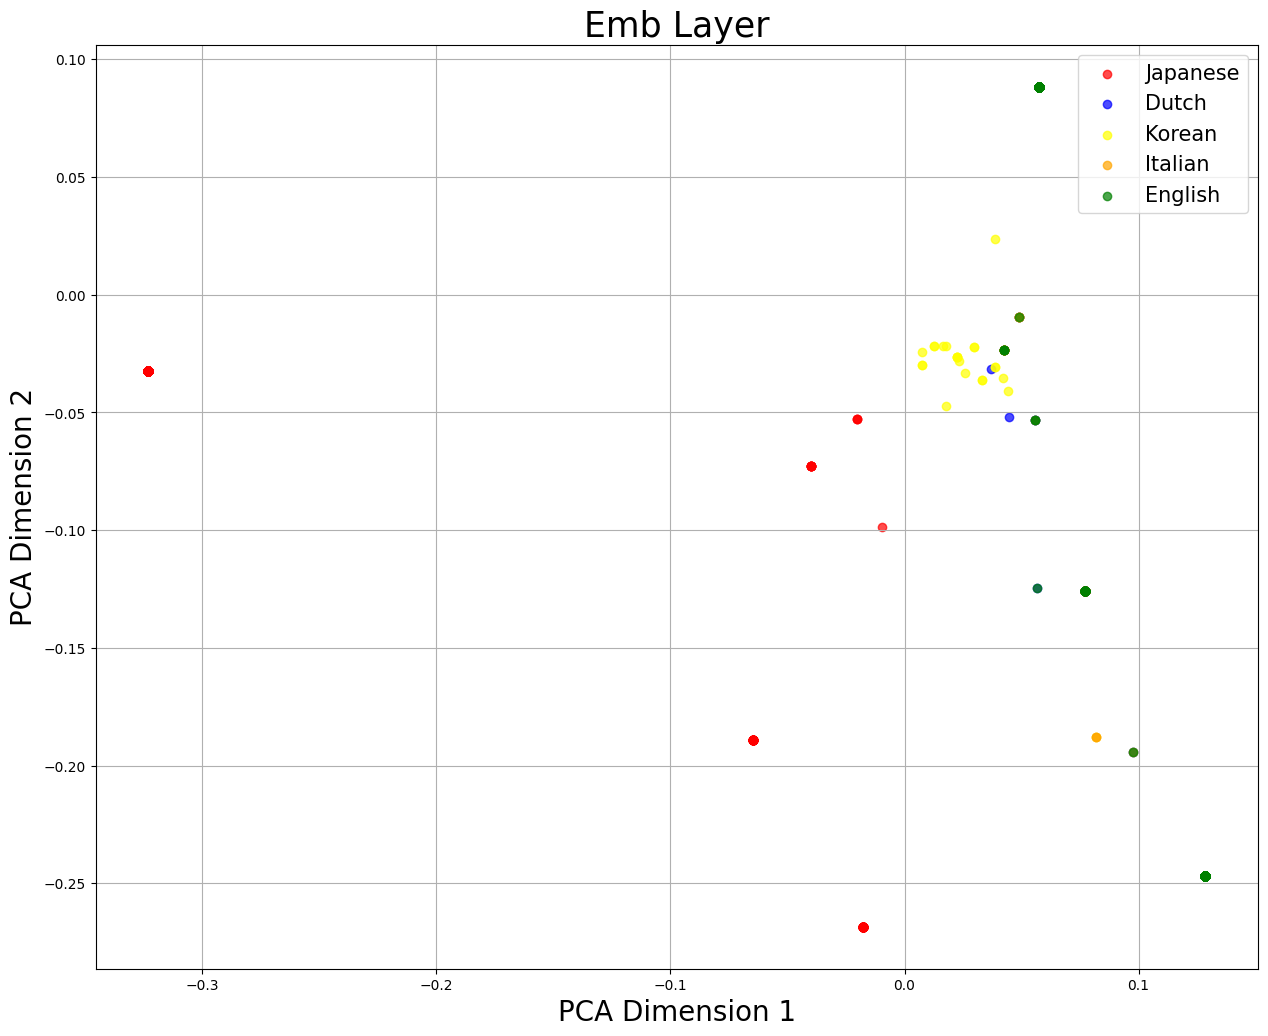 Emb Layer
Japanese
Dutch
Korean
Italian
English
0.10
0.05
0.00
−0.05
−0.10
−0.15
−0.20
−0.25
PCA Dimension 2
−0.3
−0.2
−0.1
0.0
0.1
PCA Dimension 1